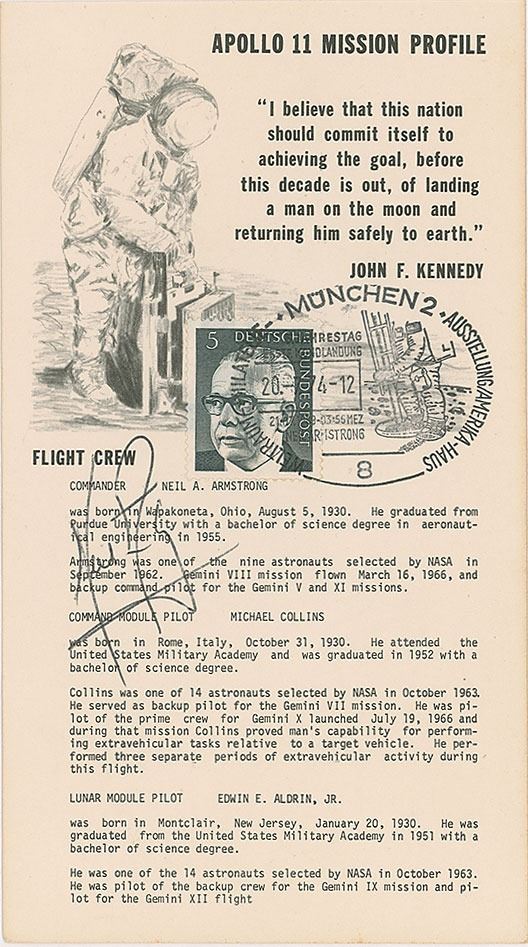 APOLLO 11 MISSION PROFILE
"I believe that this nation
should commit itself to
achieving the goal, before
this decade is out, of landing
a man on the moon and
returning him safely to earth."
JOHN F. KENNEDY
MÜNCHEN 2
AUSSTELLUNG/AMERIKA-HAUS
5 DEUTSCHE
BUNDESPOST
HRESTAG
NDLANDUNG
20.
4-12
MEZ
STRONG
8
FLIGHT CREW
COMMANDER NEIL A. ARMSTRONG
was born in Wapakoneta, Ohio, August 5, 1930. He graduated from
Purdue University with a bachelor of science degree in aeronaut-
ical engineering in 1955.
Armstrong was one of the nine astronauts selected by NASA in
September 1962. Gemini VIII mission flown March 16, 1966, and
backup command pilot for the Gemini V and XI missions.
COMMAND MODULE PILOT MICHAEL COLLINS
was born in Rome, Italy, October 31, 1930. He attended the
United States Military Academy and was graduated in 1952 with a
bachelor of science degree.
Collins was one of 14 astronauts selected by NASA in October 1963.
He served as backup pilot for the Gemini VII mission. He was pi-
lot of the prime crew for Gemini X launched July 19, 1966 and
during that mission Collins proved man's capability for perform-
ing extravehicular tasks relative to a target vehicle. He per-
formed three separate periods of extravehicular activity during
this flight.
LUNAR MODULE PILOT EDWIN E. ALDRIN, JR.
was born in Montclair, New Jersey, January 20, 1930. He was
graduated from the United States Military Academy in 1951 with a
bachelor of science degree.
He was one of the 14 astronauts selected by NASA in October 1963.
He was pilot of the backup crew for the Gemini IX mission and pi-
lot for the Gemini XII flight